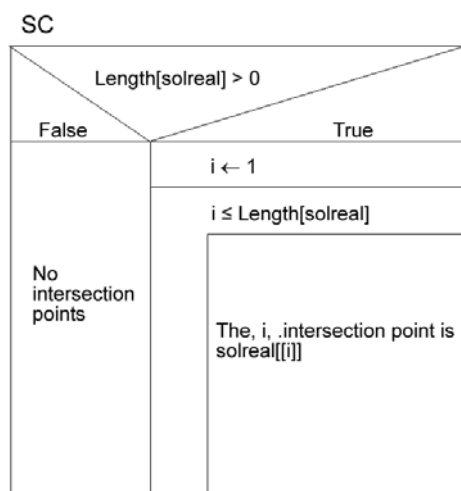 SC
Length[solreal] > 0
False
True
i ← 1
i ≤ Length[solreal]
No
intersection
points
The, i, .intersection point is
solreal[[i]]